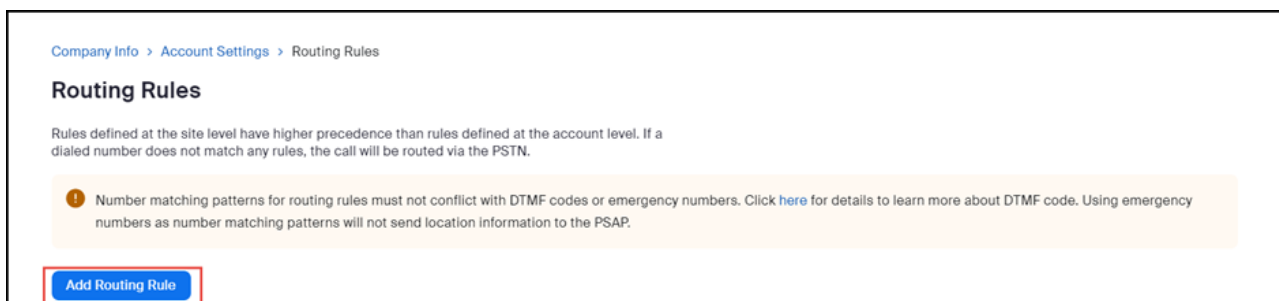 Company Info > Account Settings > Routing Rules
Routing Rules
Rules defined at the site level have higher precedence than rules defined at the account level. If a
dialed number does not match any rules, the call will be routed via the PSTN.
Number matching patterns for routing rules must not conflict with DTMF codes or emergency numbers. Click here for details to learn more about DTMF code. Using emergency
numbers as number matching patterns will not send location information to the PSAP.
Add Routing Rule